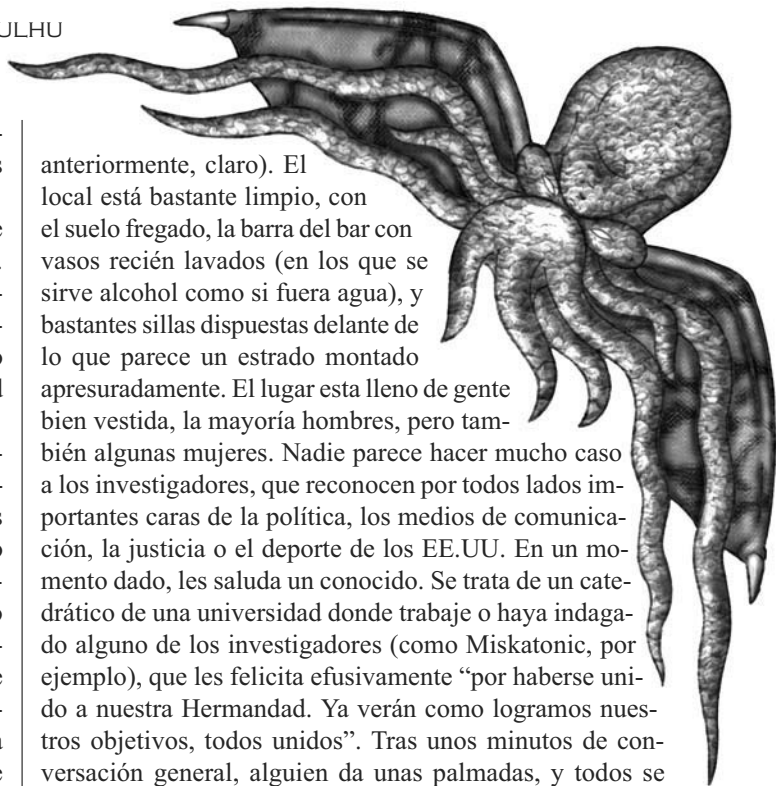 ULHU
anteriormente, claro). El
local está bastante limpio, con
el suelo fregado, la barra del bar con
vasos recién lavados (en los que se
sirve alcohol como si fuera agua), y
bastantes sillas dispuestas delante de
lo que parece un estrado montado
apresuradamente. El lugar esta lleno de gente
bien vestida, la mayoría hombres, pero tam-
bién algunas mujeres. Nadie parece hacer mucho caso
a los investigadores, que reconocen por todos lados im-
portantes caras de la política, los medios de comunica-
ción, la justicia o el deporte de los EE.UU. En un mo-
mento dado, les saluda un conocido. Se trata de un cate-
drático de una universidad donde trabaje o haya indaga-
do alguno de los investigadores (como Miskatonic, por
ejemplo), que les felicita efusivamente “por haberse uni-
do a nuestra Hermandad. Ya verán como logramos nues-
tros objetivos, todos unidos”. Tras unos minutos de con-
versación general, alguien da unas palmadas, y todos se